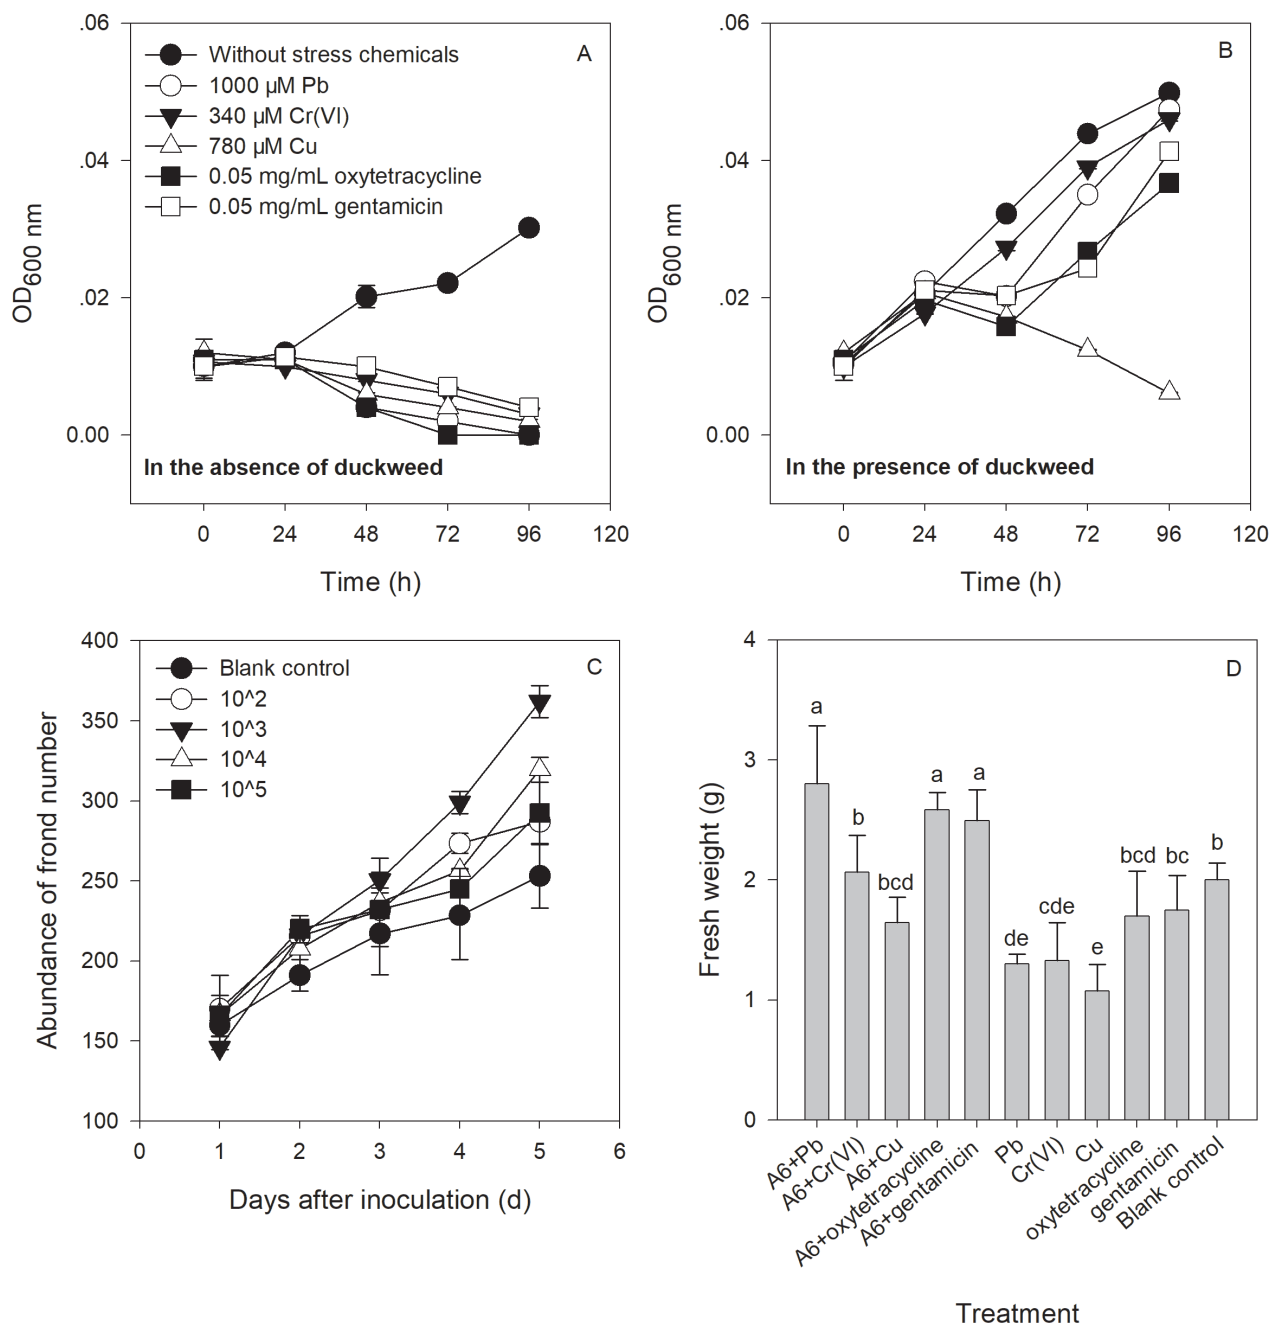 .06
.04
.02
0.00
OD600 nm
Without stress chemicals
1000 µM Pb
340 µM Cr(VI)
780 µM Cu
0.05 mg/mL oxytetracycline
0.05 mg/mL gentamicin
A
In the absence of duckweed
0 24 48 72 96 120
Time (h)
.06
.04
.02
0.00
OD600 nm
B
In the presence of duckweed
0 24 48 72 96 120
Time (h)
400
350
300
250
200
150
100
Abundance of frond number
Blank control
10^2
10^3
10^4
10^5
C
0 1 2 3 4 5 6
Days after inoculation (d)
4
3
2
1
0
Fresh weight (g)
D
a
b
bcd
a
a
de
cde
e
bcd
bc
b
A6+Pb
A6+Cr(VI)
A6+Cu
A6+oxytetracycline
A6+gentamicin
Pb
Cr(VI)
Cu
oxytetracycline
gentamicin
Blank control
Treatment